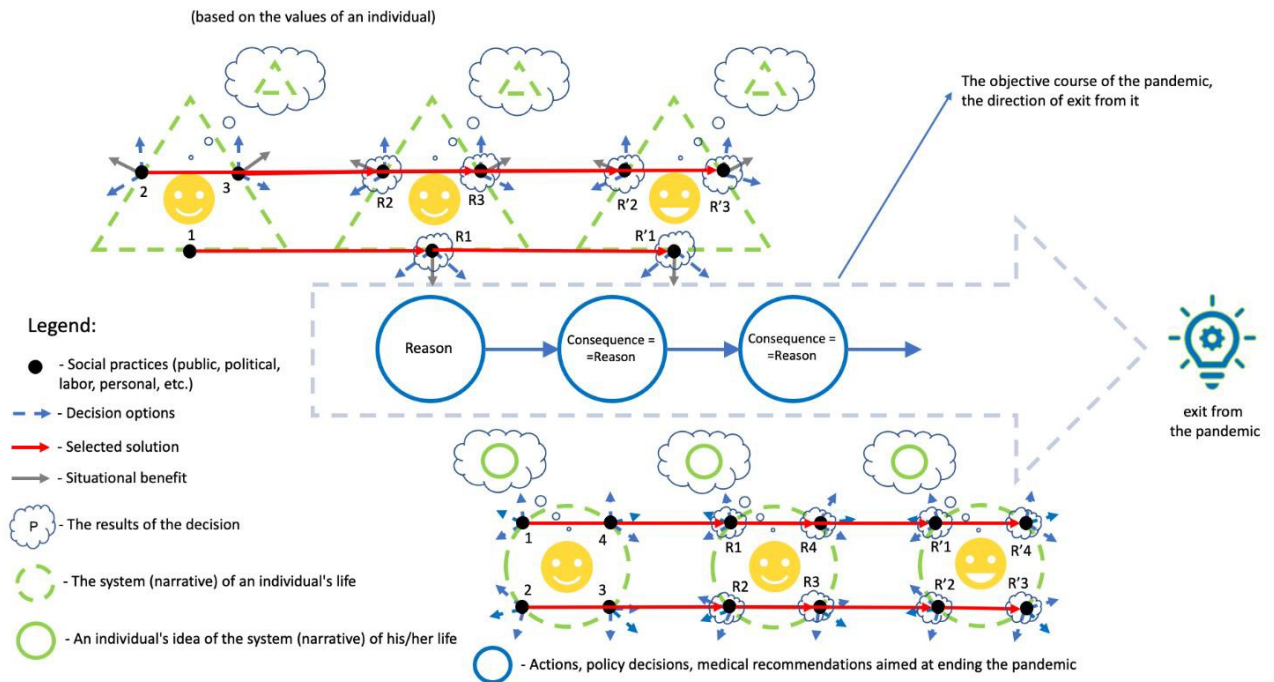 (based on the values of an individual)
The objective course of the pandemic,
the direction of exit from it
2
3
R2
R3
R'2
R'3
1
R1
R'1
Reason
Consequence =
=Reason
Consequence =
=Reason
exit from
the pandemic
Legend:
- Social practices (public, political,
labor, personal, etc.)
- Decision options
- Selected solution
- Situational benefit
P
- The results of the decision
- The system (narrative) of an individual's life
- An individual's idea of the system (narrative) of his/her life
1
4
R1
R4
R'1
R'4
2
3
R2
R3
R'2
R'3
- Actions, policy decisions, medical recommendations aimed at ending the pandemic